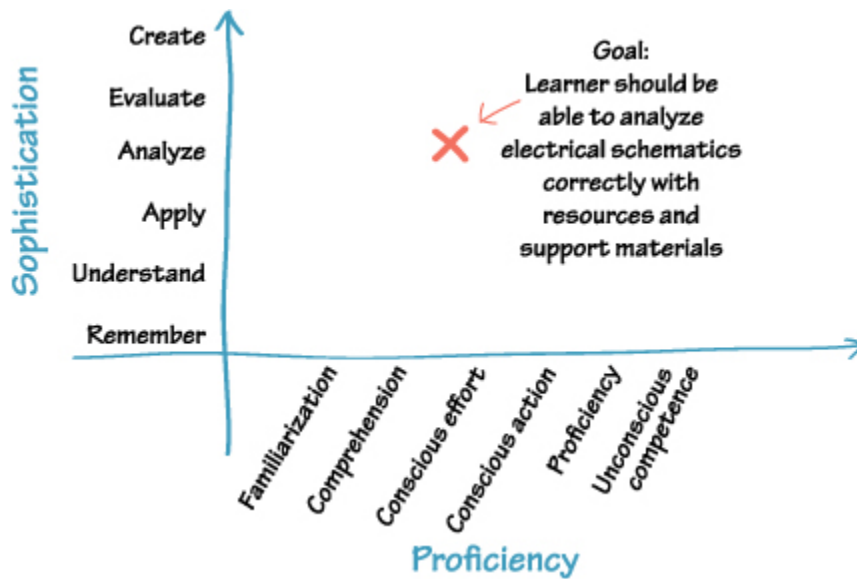 Sophistication
Create
Evaluate
Analyze
Apply
Understand
Remember
Goal:
Learner should be
able to analyze
electrical schematics
correctly with
resources and
support materials
Familiarization
Comprehension
Conscious effort
Conscious action
Proficiency
Unconscious
competence
Proficiency